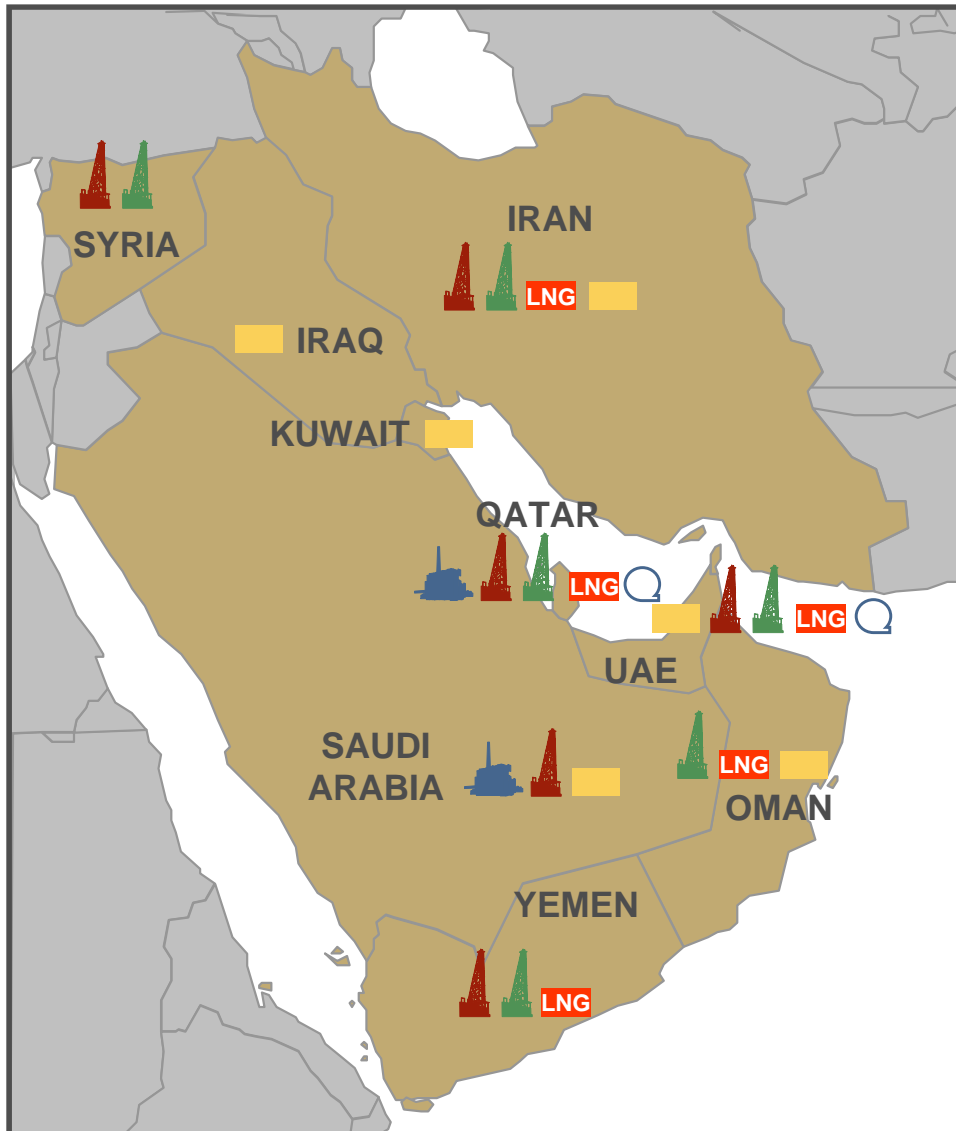 SYRIA
IRAN
LNG
IRAQ
KUWAIT
QATAR
LNG
LNG
UAE
SAUDI
ARABIA
LNG
OMAN
YEMEN
LNG